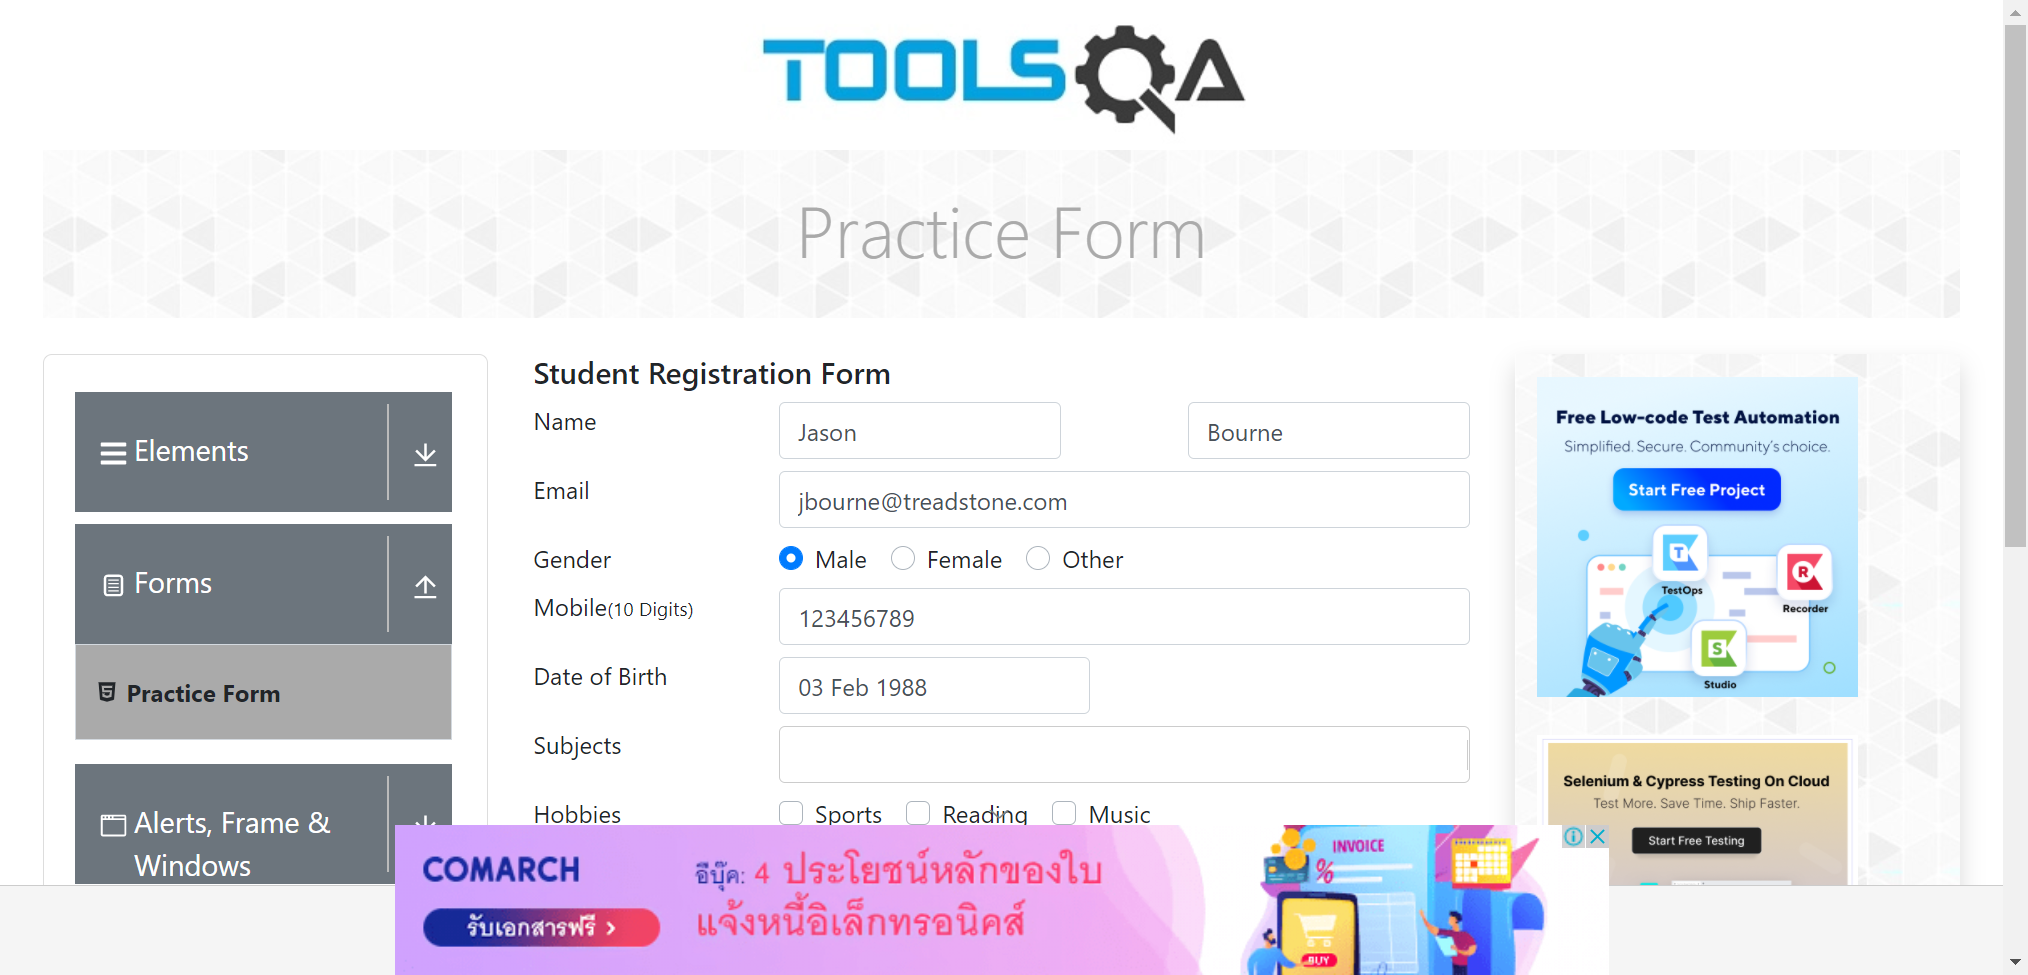 TOOLSQA
Practice Form
Elements
Forms
Practice Form
Alerts, Frame &
Windows
Student Registration Form
Name
Jason
Bourne
Email
jbourne@treadstone.com
Gender
Male
Female
Other
Mobile(10 Digits)
123456789
Date of Birth
03 Feb 1988
Subjects
Hobbies
Sports
Reading
Music
Free Low-code Test Automation
Simplified. Secure. Community's choice.
Start Free Project
T
TestOps
R
Recorder
S
Studio
Selenium & Cypress Testing On Cloud
Test More. Save Time. Ship Faster.
Start Free Testing
COMARCH
รับเอกสารฟรี >
อีบุ๊ค: 4 ประโยชน์หลักของใบ
แจ้งหนี้อิเล็กทรอนิคส์
INVOICE
%
BUY